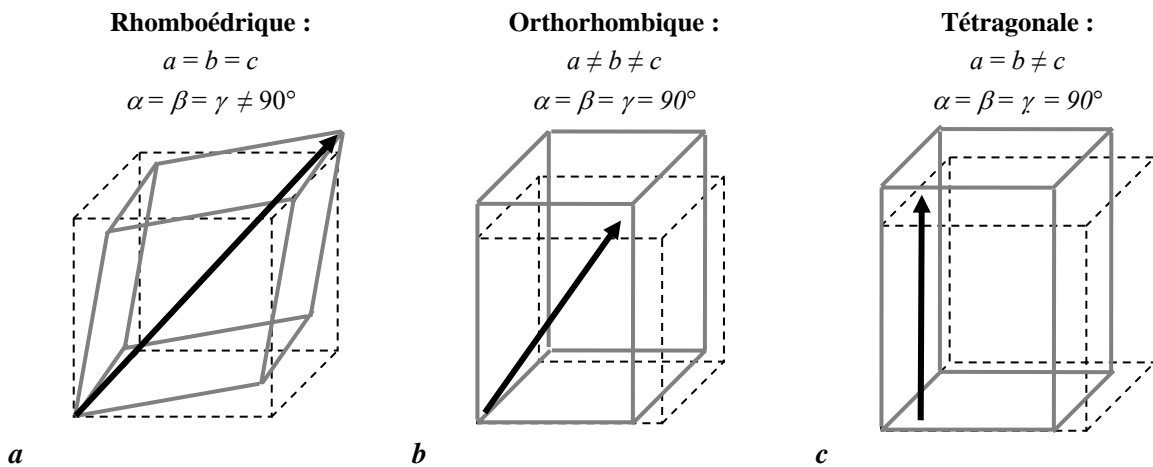 Rhomboédrique :
a = b = c
α = β = γ ≠ 90°
Orthorhombique :
a ≠ b ≠ c
α = β = γ = 90°
Tétragonale :
a = b ≠ c
α = β = γ = 90°
a
b
c